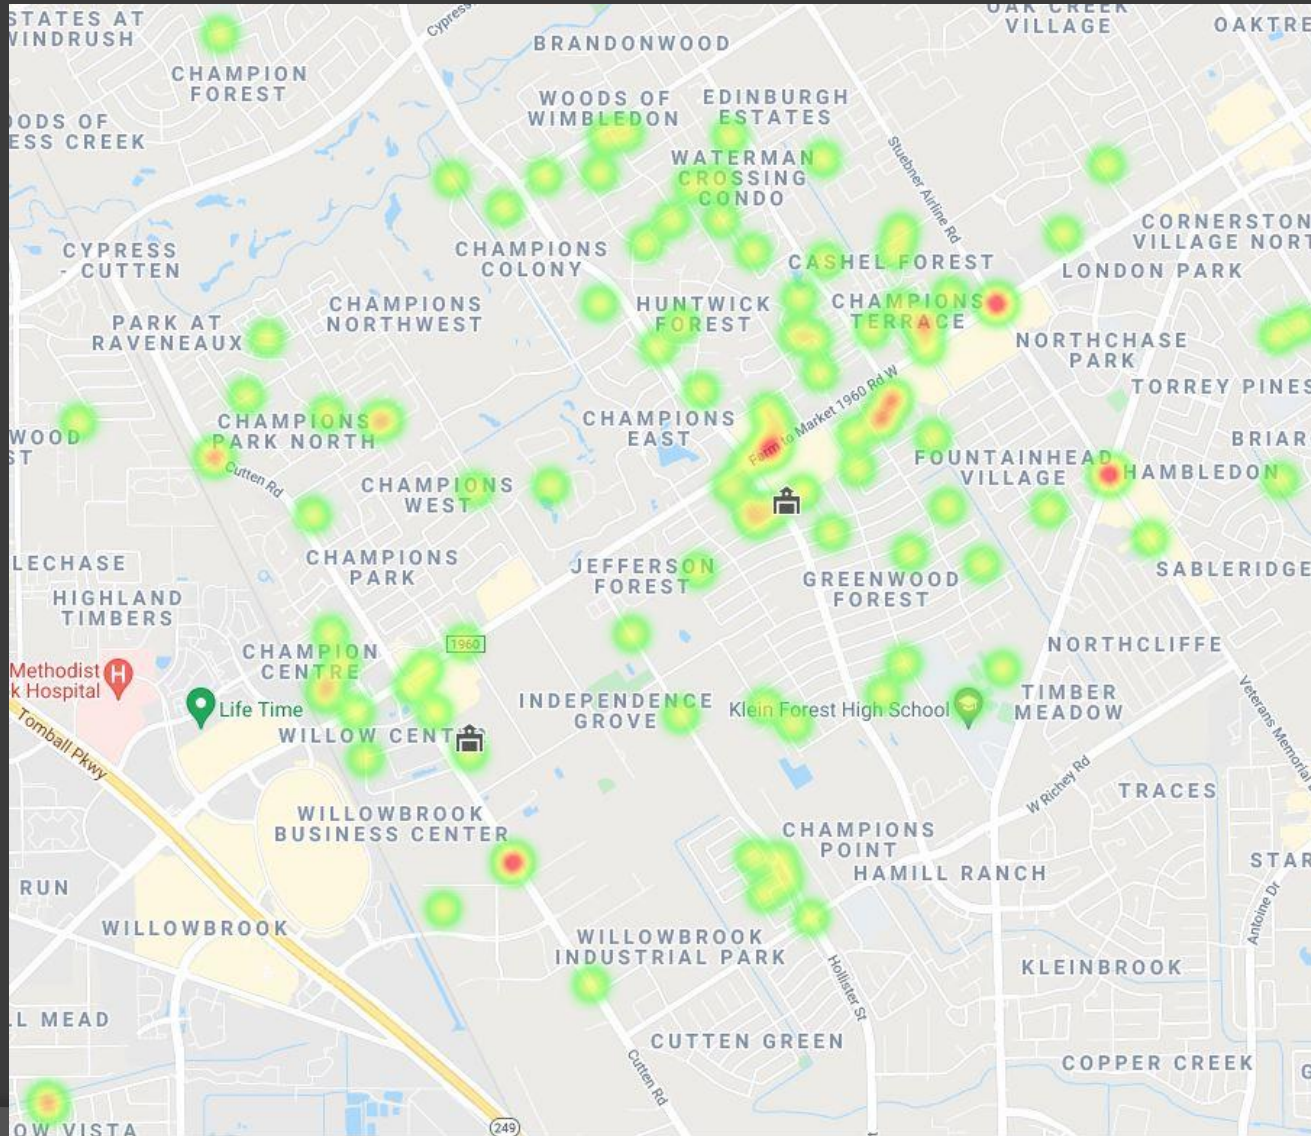 STATES AT
WINDRUSH
Cypress
BRANDONWOOD
OAK CREEK
VILLAGE
OAKTRE
CHAMPION
FOREST
WOODS OF
WIMBLEDON
EDINBURGH
ESTATES
OODS OF
ESS CREEK
WATERMAN
CROSSING
CONDO
Stuebner Airline Rd
CORNERSTON
VILLAGE NORT
CYPRESS
- CUTTEN
CHAMPIONS
COLONY
CASHEL FOREST
LONDON PARK
CHAMPIONS
NORTHWEST
HUNTWICK
FOREST
CHAMPIONS
TERRACE
PARK AT
RAVENEAUX
NORTHCHASE
PARK
TORREY PINES
Farm to Market 1960 Rd W
CHAMPIONS
PARK NORTH
CHAMPIONS
EAST
WOOD
ST
BRIAR
Cutten Rd
FOUNTAINHEAD
VILLAGE
HAMBLEDON
CHAMPIONS
WEST
LECHASE
CHAMPIONS
PARK
JEFFERSON
FOREST
GREENWOOD
FOREST
SABLERIDGE
HIGHLAND
TIMBERS
1960
NORTHCLIFFE
CHAMPION
CENTRE
Methodist
k Hospital
H
Life Time
INDEPENDENCE
GROVE
Klein Forest High School
TIMBER
MEADOW
Tomball Pkwy
WILLOW CENT
Veterans Memorial
W Richey Rd
TRACES
WILLOWBROOK
BUSINESS CENTER
CHAMPIONS
POINT
HAMILL RANCH
STAR
RUN
WILLOWBROOK
WILLOWBROOK
INDUSTRIAL PARK
Antoine Dr
Hollister St
KLEINBROOK
LL MEAD
CUTTEN GREEN
COPPER CREEK
Cutten Rd
OW VISTA
249